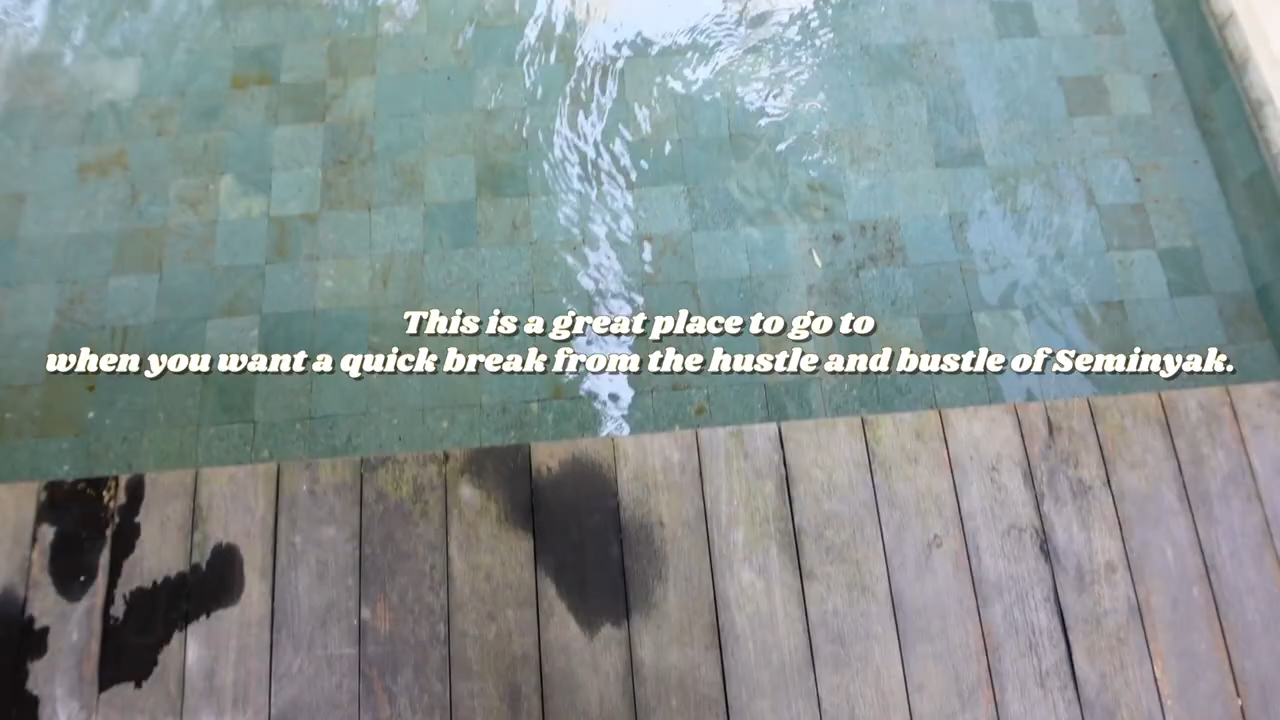 This is a great place to go to
when you want a quick break from the hustle and bustle of Seminyak.